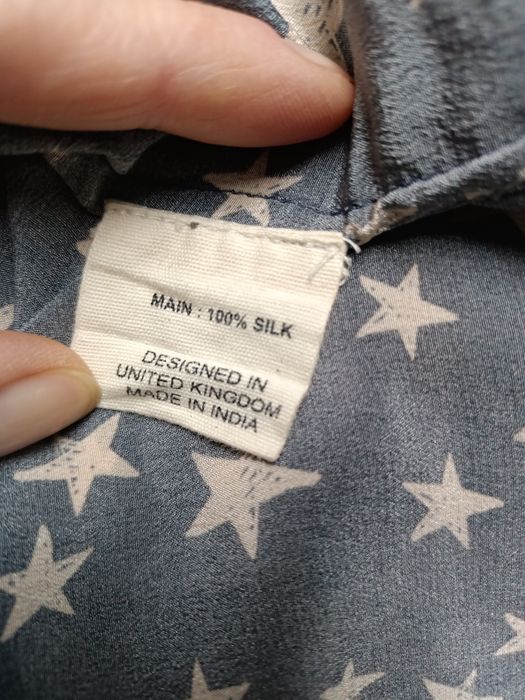 MAIN : 100% SILK
DESIGNED IN
UNITED KINGDOM
MADE IN INDIA